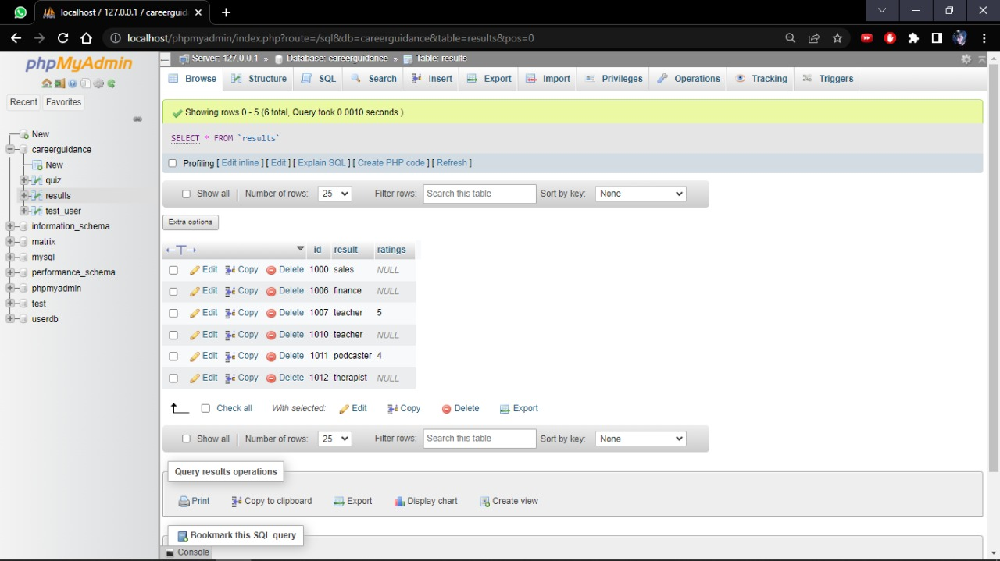 localhost / 127.0.0.1 / careerguid
localhost/phpmyadmin/index.php?route=/sql&db=careerguidance&table=results&pos=0
phpMyAdmin
Recent Favorites
New
careerguidance
New
quiz
results
test_user
information_schema
matrix
mysql
performance_schema
phpmyadmin
test
userdb
Server: 127.0.0.1 » Database: careerguidance » Table: results
Browse Structure SQL Search Insert Export Import Privileges Operations Tracking Triggers
Showing rows 0 - 5 (6 total, Query took 0.0010 seconds.)
SELECT * FROM `results`
Profiling [ Edit inline ] [ Edit ] [ Explain SQL ] [ Create PHP code ] [ Refresh ]
Show all Number of rows: 25 Filter rows: Search this table Sort by key: None
Extra options
←T→ id result ratings
Edit Copy Delete 1000 sales NULL
Edit Copy Delete 1006 finance NULL
Edit Copy Delete 1007 teacher 5
Edit Copy Delete 1010 teacher NULL
Edit Copy Delete 1011 podcaster 4
Edit Copy Delete 1012 therapist NULL
Check all With selected: Edit Copy Delete Export
Show all Number of rows: 25 Filter rows: Search this table Sort by key: None
Query results operations
Print Copy to clipboard Export Display chart Create view
Bookmark this SQL query
Console